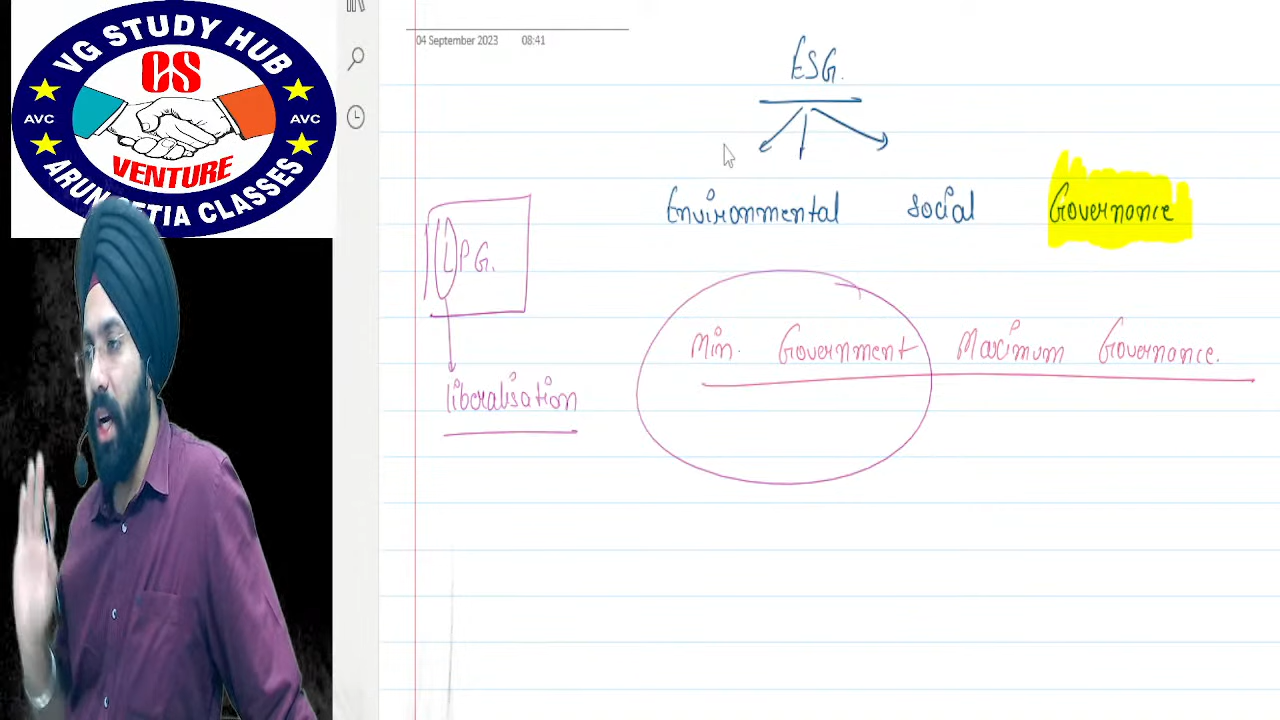 VG STUDY HUB
CS
AVC
AVC
VENTURE
ARUN CLASSES
04 September 2023 08:41
ESG.
Environmental Social Governance
LPG.
Min. Government Maximum Governance.
liberalisation